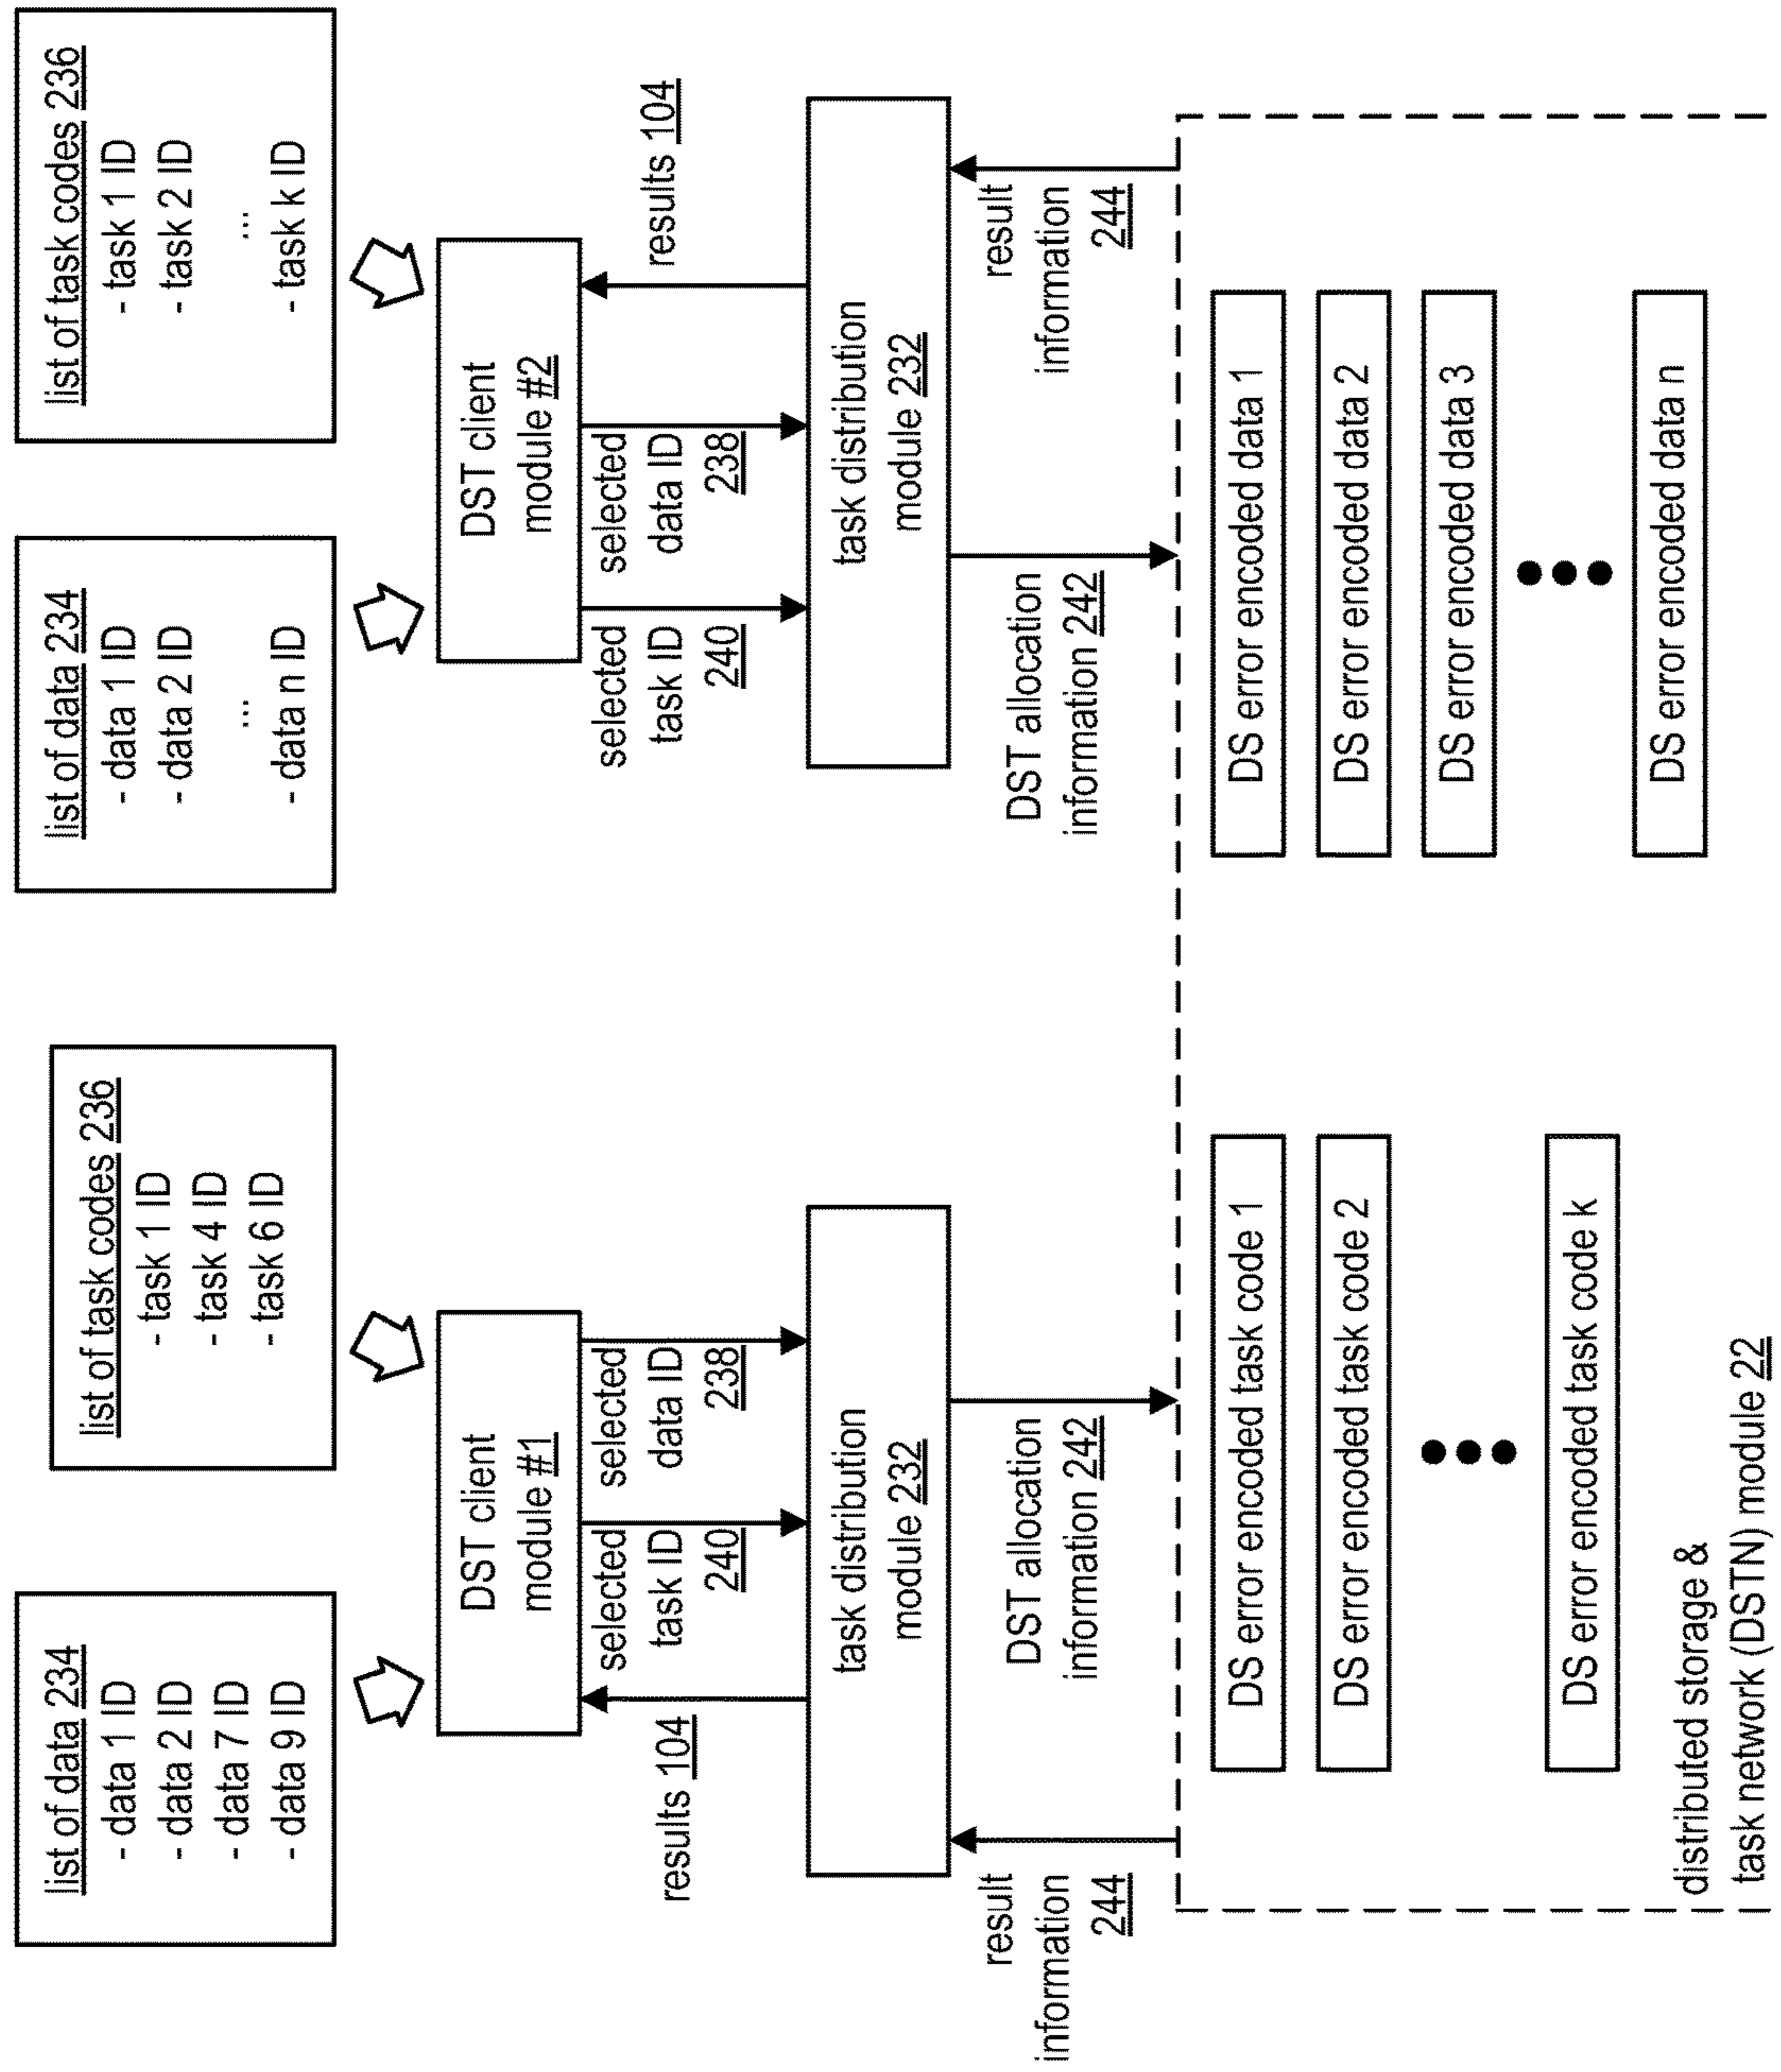 list of data 234
- data 1 ID
- data 2 ID
- data 7 ID
- data 9 ID
list of task codes 236
- task 1 ID
- task 4 ID
- task 6 ID
list of data 234
- data 1 ID
- data 2 ID
...
- data n ID
list of task codes 236
- task 1 ID
- task 2 ID
...
- task k ID
DST client
module #1
DST client
module #2
results 104
selected
task ID
240
selected
data ID
238
selected
task ID
240
selected
data ID
238
results 104
task distribution
module 232
task distribution
module 232
result
information
244
DST allocation
information 242
DST allocation
information 242
result
information
244
DS error encoded task code 1
DS error encoded task code 2
DS error encoded task code k
DS error encoded data 1
DS error encoded data 2
DS error encoded data 3
DS error encoded data n
distributed storage &
task network (DSTN) module 22